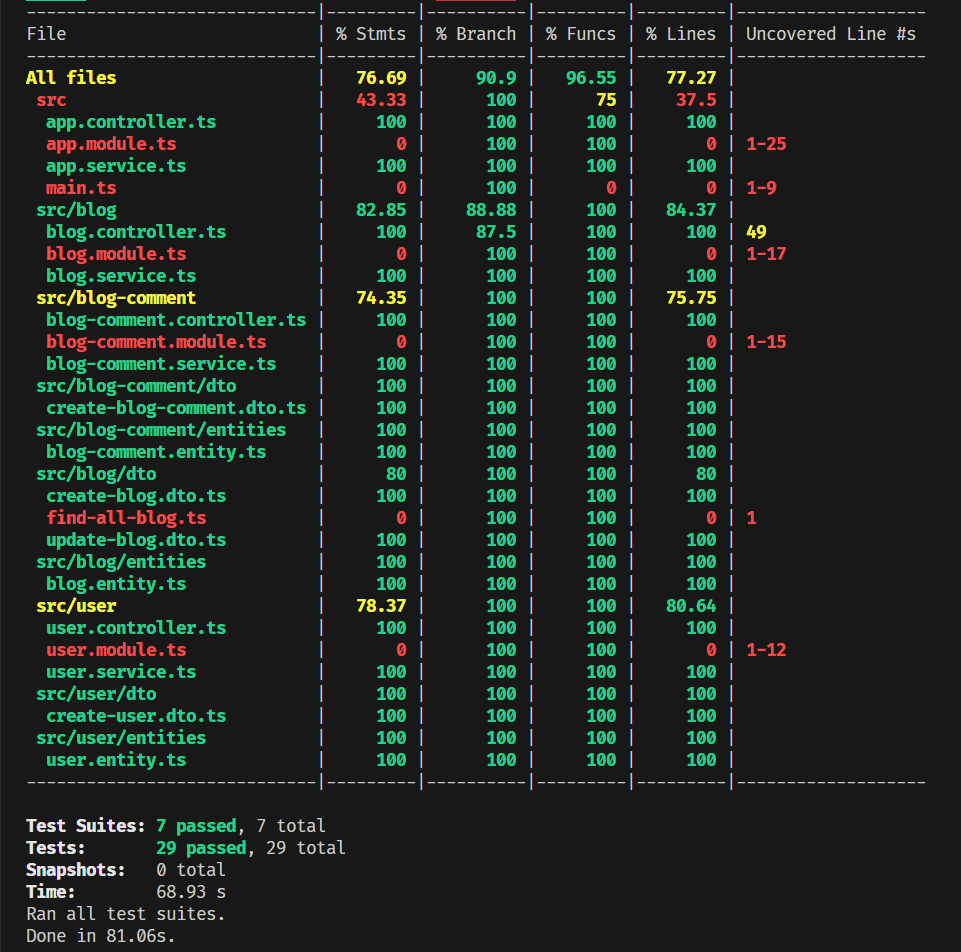 -----------------------------|---------|----------|---------|---------|-------------------
File                         | % Stmts | % Branch | % Funcs | % Lines | Uncovered Line #s
-----------------------------|---------|----------|---------|---------|-------------------
All files                    |   76.69 |     90.9 |   96.55 |   77.27 |
 src                         |   43.33 |      100 |      75 |    37.5 |
  app.controller.ts          |     100 |      100 |     100 |     100 |
  app.module.ts              |       0 |      100 |     100 |       0 | 1-25
  app.service.ts             |     100 |      100 |     100 |     100 |
  main.ts                    |       0 |      100 |       0 |       0 | 1-9
 src/blog                    |   82.85 |    88.88 |     100 |   84.37 |
  blog.controller.ts         |     100 |     87.5 |     100 |     100 | 49
  blog.module.ts             |       0 |      100 |     100 |       0 | 1-17
  blog.service.ts            |     100 |      100 |     100 |     100 |
 src/blog-comment            |   74.35 |      100 |     100 |   75.75 |
  blog-comment.controller.ts |     100 |      100 |     100 |     100 |
  blog-comment.module.ts     |       0 |      100 |     100 |       0 | 1-15
  blog-comment.service.ts    |     100 |      100 |     100 |     100 |
 src/blog-comment/dto        |     100 |      100 |     100 |     100 |
  create-blog-comment.dto.ts |     100 |      100 |     100 |     100 |
 src/blog-comment/entities   |     100 |      100 |     100 |     100 |
  blog-comment.entity.ts     |     100 |      100 |     100 |     100 |
 src/blog/dto                |      80 |      100 |     100 |      80 |
  create-blog.dto.ts         |     100 |      100 |     100 |     100 |
  find-all-blog.ts           |       0 |      100 |     100 |       0 | 1
  update-blog.dto.ts         |     100 |      100 |     100 |     100 |
 src/blog/entities           |     100 |      100 |     100 |     100 |
  blog.entity.ts             |     100 |      100 |     100 |     100 |
 src/user                    |   78.37 |      100 |     100 |   80.64 |
  user.controller.ts         |     100 |      100 |     100 |     100 |
  user.module.ts             |       0 |      100 |     100 |       0 | 1-12
  user.service.ts            |     100 |      100 |     100 |     100 |
 src/user/dto                |     100 |      100 |     100 |     100 |
  create-user.dto.ts         |     100 |      100 |     100 |     100 |
 src/user/entities           |     100 |      100 |     100 |     100 |
  user.entity.ts             |     100 |      100 |     100 |     100 |
-----------------------------|---------|----------|---------|---------|-------------------
Test Suites: 7 passed, 7 total
Tests:       29 passed, 29 total
Snapshots:   0 total
Time:        68.93 s
Ran all test suites.
Done in 81.06s.